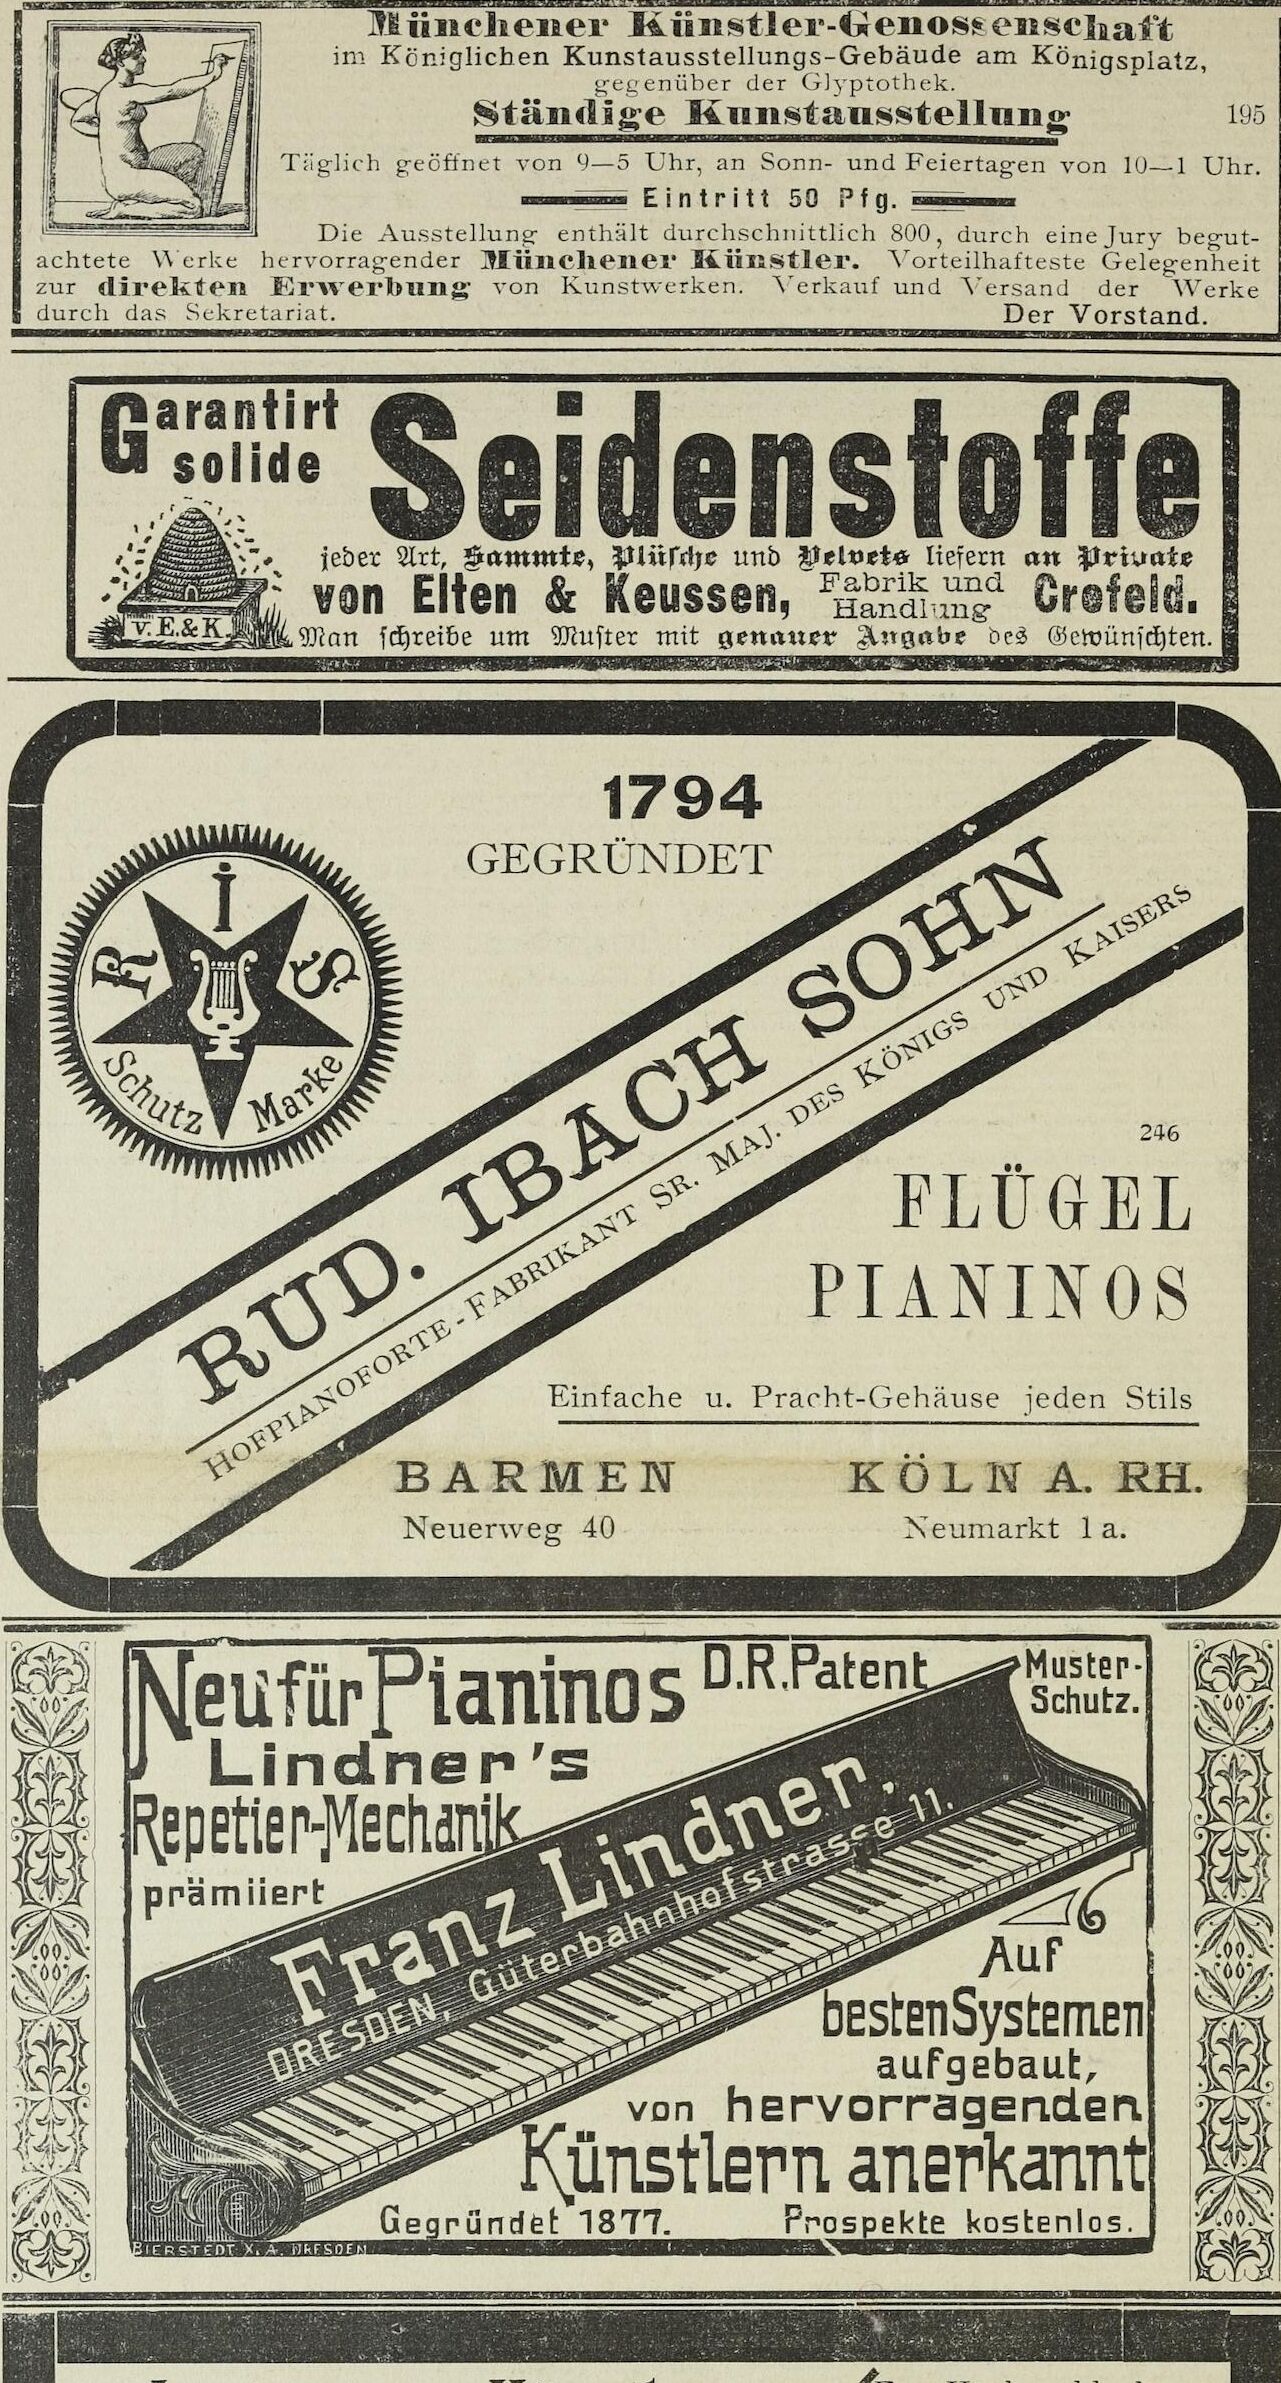 Münchener Künstler-Genossenschaft
im Königlichen Kunstausstellungs-Gebäude am Königsplatz,
gegenüber der Glyptothek.
Ständige Kunstausstellung
195
Täglich geöffnet von 9—5 Uhr, an Sonn- und Feiertagen von 10—1 Uhr.
Eintritt 50 Pfg.
Die Ausstellung enthält durchschnittlich 800, durch eine Jury begut-
achtete Werke hervorragender Münchener Künstler. Vorteilhafteste Gelegenheit
zur direkten Erwerbung von Kunstwerken. Verkauf und Versand der Werke
durch das Sekretariat. Der Vorstand.
Garantirt
solide
Seidenstoffe
jeder Art, Sammte, Plüsche und Velvets liefern an Private
von Elten & Keussen, Fabrik und Handlung Crefeld.
v. E. & K.
Man schreibe um Muster mit genauer Angabe des Gewünschten.
1794
GEGRÜNDET
R I S
Schutz Marke
RUD. IBACH SOHN
HOFPIANOFORTE-FABRIKANT SR. MAJ. DES KÖNIGS UND KAISERS
246
FLÜGEL
PIANINOS
Einfache u. Pracht-Gehäuse jeden Stils
BARMEN KÖLN A. RH.
Neuerweg 40 Neumarkt 1 a.
Neu für Pianinos D.R.Patent Muster-
Schutz.
Lindner's
Repetier-Mechanik
prämiiert
Franz Lindner,
DRESDEN, Güterbahnhofstrasse 11.
Auf
besten Systemen
aufgebaut,
von hervorragenden
Künstlern anerkannt
Gegründet 1877. Prospekte kostenlos.
BIERSTEDT X. A. DRESDEN